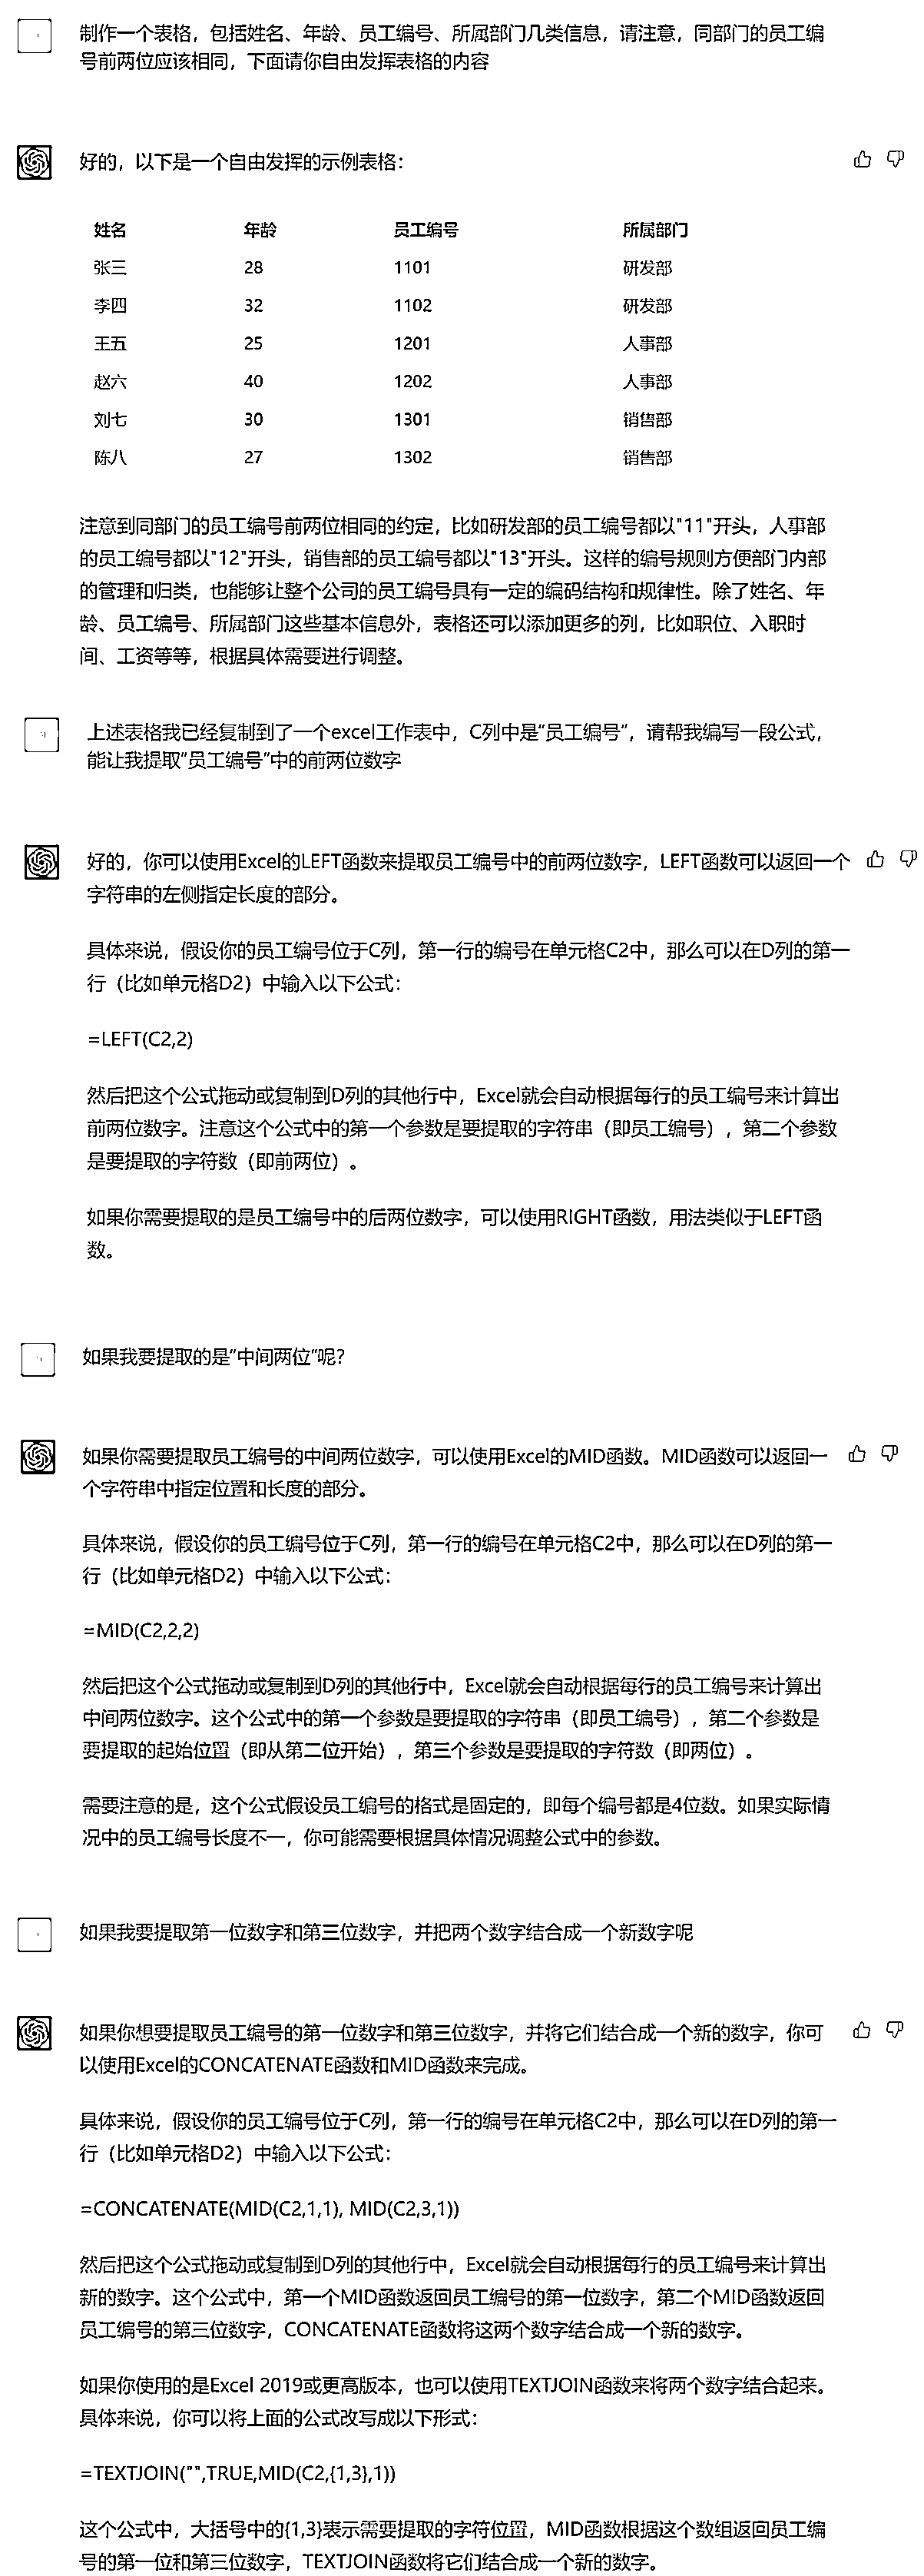 制作一个表格，包括姓名、年龄、员工编号、所属部门几类信息，请注意，同部门的员工编
号前两位应该相同，下面请你自由发挥表格的内容
好的，以下是一个自由发挥的示例表格：
姓名 年龄 员工编号 所属部门
张三 28 1101 研发部
李四 32 1102 研发部
王五 25 1201 人事部
赵六 40 1202 人事部
刘七 30 1301 销售部
陈八 27 1302 销售部
注意到同部门的员工编号前两位相同的约定，比如研发部的员工编号都以"11"开头，人事部
的员工编号都以"12"开头，销售部的员工编号都以"13"开头。这样的编号规则方便部门内部
的管理和归类，也能够让整个公司的员工编号具有一定的编码结构和规律性。除了姓名、年
龄、员工编号、所属部门这些基本信息外，表格还可以添加更多的列，比如职位、入职时
间、工资等等，根据具体需要进行调整。
上述表格我已经复制到了一个excel工作表中，C列中是“员工编号”，请帮我编写一段公式，
能让我提取”员工编号“中的前两位数字
好的，你可以使用Excel的LEFT函数来提取员工编号中的前两位数字，LEFT函数可以返回一个
字符串的左侧指定长度的部分。
具体来说，假设你的员工编号位于C列，第一行的编号在单元格C2中，那么可以在D列的第一
行（比如单元格D2）中输入以下公式：
=LEFT(C2,2)
然后把这个公式拖动或复制到D列的其他行中，Excel就会自动根据每行的员工编号来计算出
前两位数字。注意这个公式中的第一个参数是要提取的字符串（即员工编号），第二个参数
是要提取的字符数（即前两位）。
如果你需要提取的是员工编号中的后两位数字，可以使用RIGHT函数，用法类似于LEFT函
数。
如果我要提取的是”中间两位“呢？
如果你需要提取员工编号的中间两位数字，可以使用Excel的MID函数。MID函数可以返回一
个字符串中指定位置和长度的部分。
具体来说，假设你的员工编号位于C列，第一行的编号在单元格C2中，那么可以在D列的第一
行（比如单元格D2）中输入以下公式：
=MID(C2,2,2)
然后把这个公式拖动或复制到D列的其他行中，Excel就会自动根据每行的员工编号来计算出
中间两位数字。这个公式中的第一个参数是要提取的字符串（即员工编号），第二个参数是
要提取的起始位置（即从第二位开始），第三个参数是要提取的字符数（即两位）。
需要注意的是，这个公式假设员工编号的格式是固定的，即每个编号都是4位数。如果实际情
况中的员工编号长度不一，你可能需要根据具体情况调整公式中的参数。
如果我要提取第一位数字和第三位数字，并把两个数字结合成一个新数字呢
如果你想要提取员工编号的第一位数字和第三位数字，并将它们结合成一个新的数字，你可
以使用Excel的CONCATENATE函数和MID函数来完成。
具体来说，假设你的员工编号位于C列，第一行的编号在单元格C2中，那么可以在D列的第一
行（比如单元格D2）中输入以下公式：
=CONCATENATE(MID(C2,1,1), MID(C2,3,1))
然后把这个公式拖动或复制到D列的其他行中，Excel就会自动根据每行的员工编号来计算出
新的数字。这个公式中，第一个MID函数返回员工编号的第一位数字，第二个MID函数返回
员工编号的第三位数字，CONCATENATE函数将这两个数字结合成一个新的数字。
如果你使用的是Excel 2019或更高版本，也可以使用TEXTJOIN函数来将两个数字结合起来。
具体来说，你可以将上面的公式改写成以下形式：
=TEXTJOIN("",TRUE,MID(C2,{1,3},1))
这个公式中，大括号中的{1,3}表示需要提取的字符位置，MID函数根据这个数组返回员工编
号的第一位和第三位数字，TEXTJOIN函数将它们结合成一个新的数字。